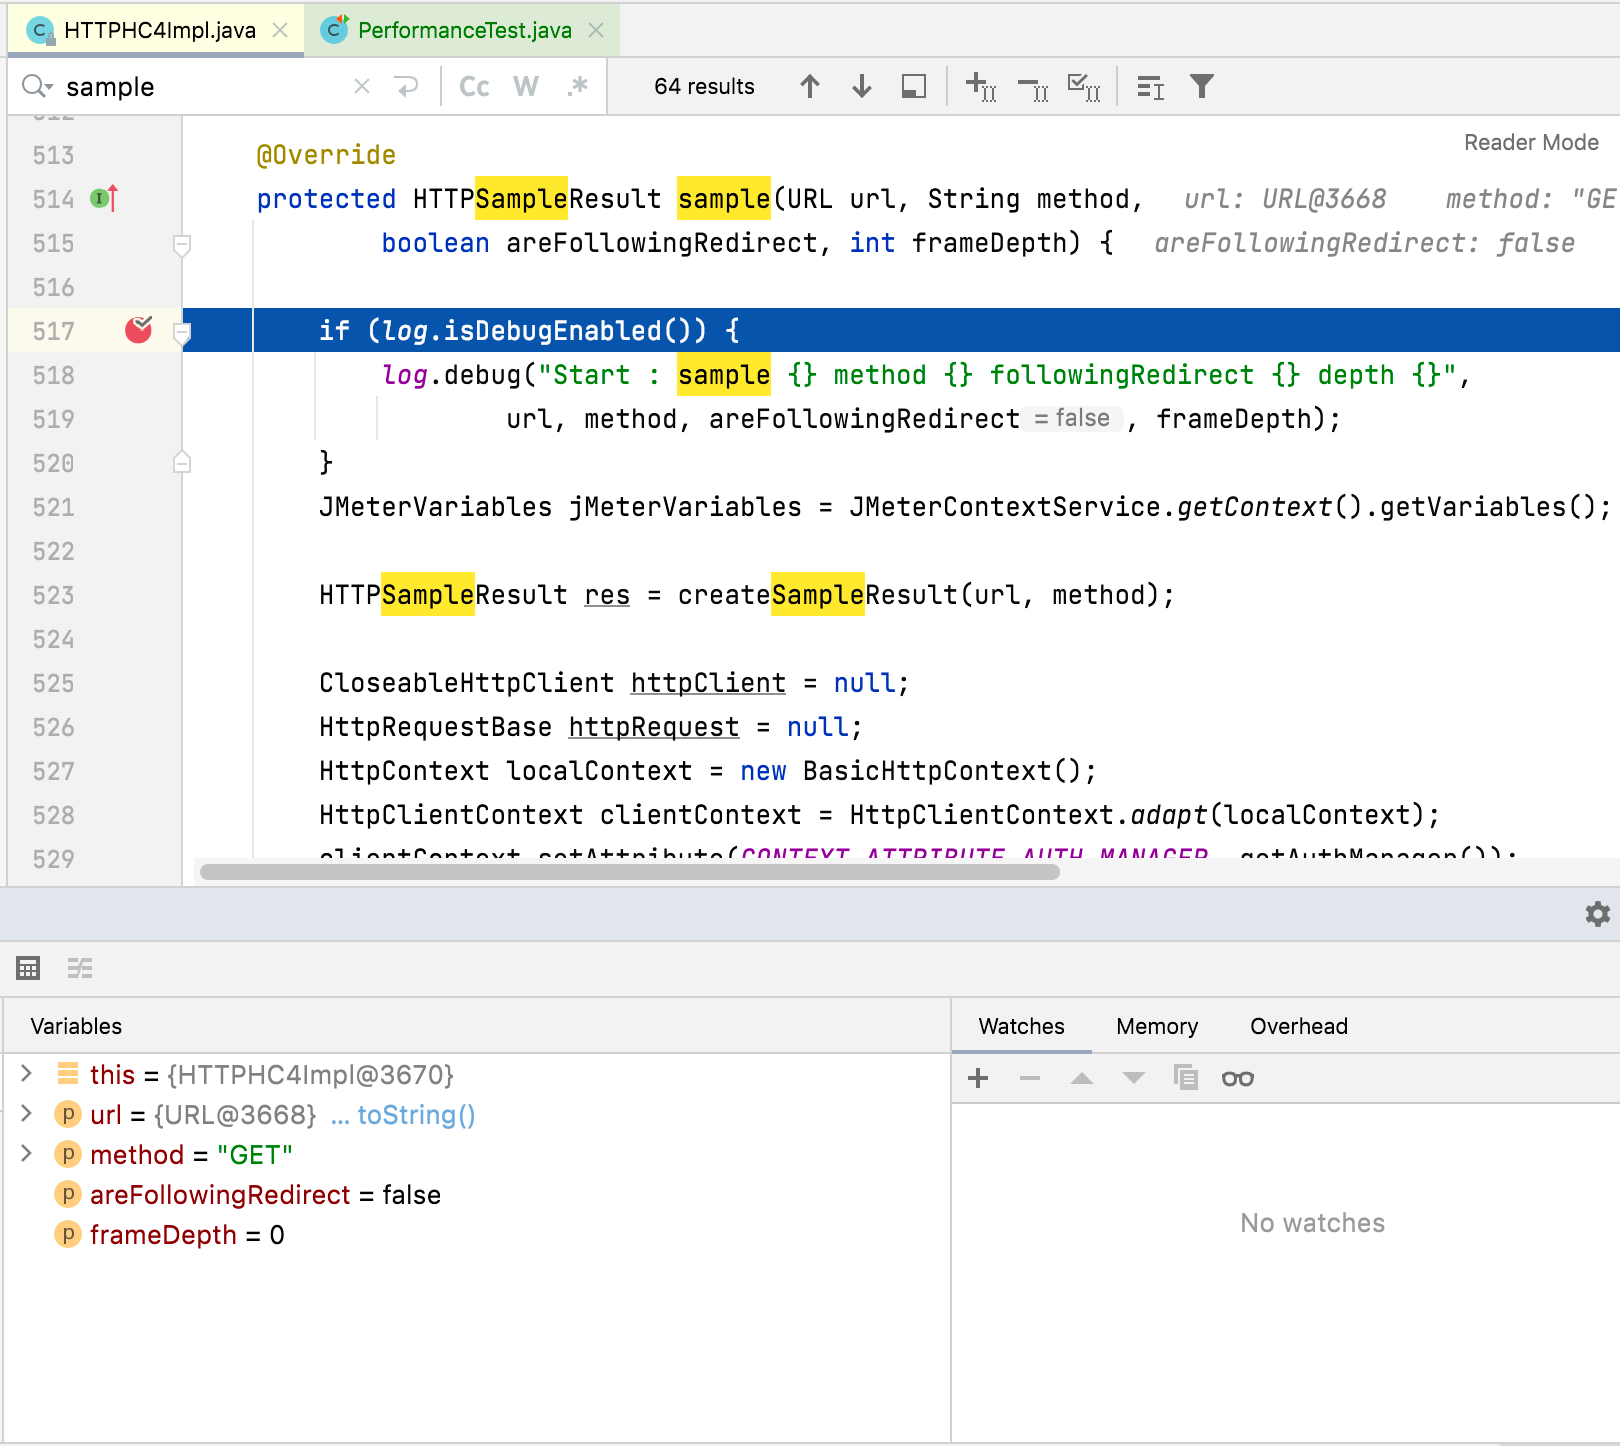 HTTPHC4Impl.java PerformanceTest.java
sample Cc W .* 64 results
512
Reader Mode
513 @Override
514 protected HTTPSampleResult sample(URL url, String method, url: URL@3668 method: "GE
515 boolean areFollowingRedirect, int frameDepth) { areFollowingRedirect: false
516
517 if (log.isDebugEnabled()) {
518 log.debug("Start : sample {} method {} followingRedirect {} depth {}",
519 url, method, areFollowingRedirect = false , frameDepth);
520 }
521 JMeterVariables jMeterVariables = JMeterContextService.getContext().getVariables();
522
523 HTTPSampleResult res = createSampleResult(url, method);
524
525 CloseableHttpClient httpClient = null;
526 HttpRequestBase httpRequest = null;
527 HttpContext localContext = new BasicHttpContext();
528 HttpClientContext clientContext = HttpClientContext.adapt(localContext);
529 clientContext.setAttribute(CONTEXT_ATTRIBUTE_AUTH_MANAGER, getAuthManager());
Variables
Watches Memory Overhead
this = {HTTPHC4Impl@3670}
url = {URL@3668} ... toString()
method = "GET"
areFollowingRedirect = false
frameDepth = 0
No watches